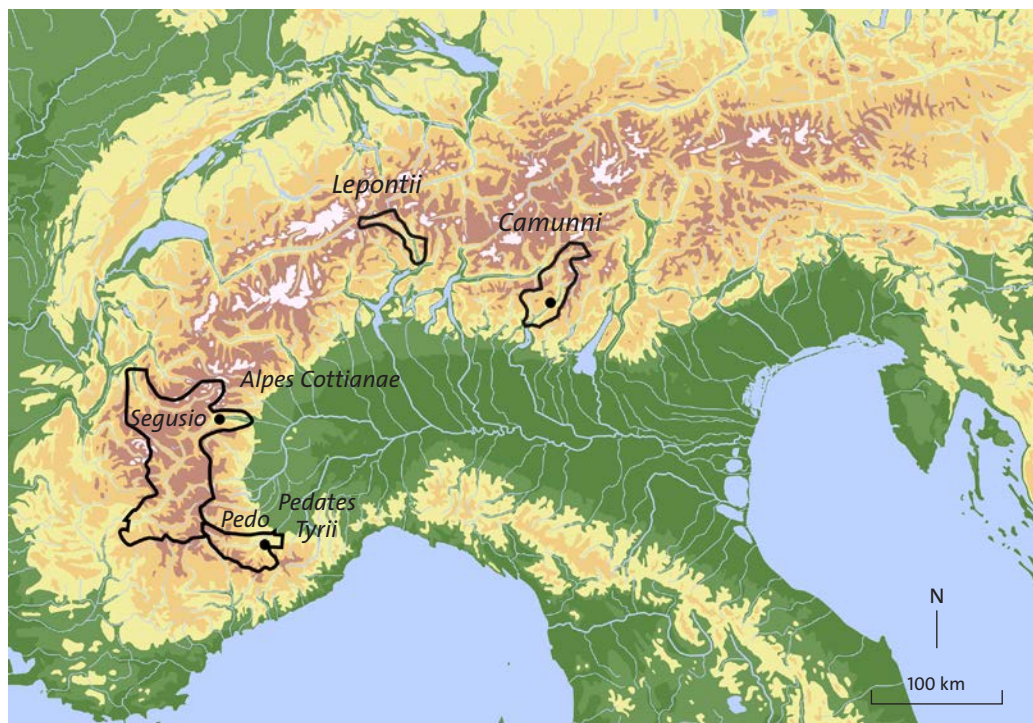 Lepontii
Camunni
Alpes Cottianae
Segusio
Pedates
Pedo
Tyrii
N
100 km